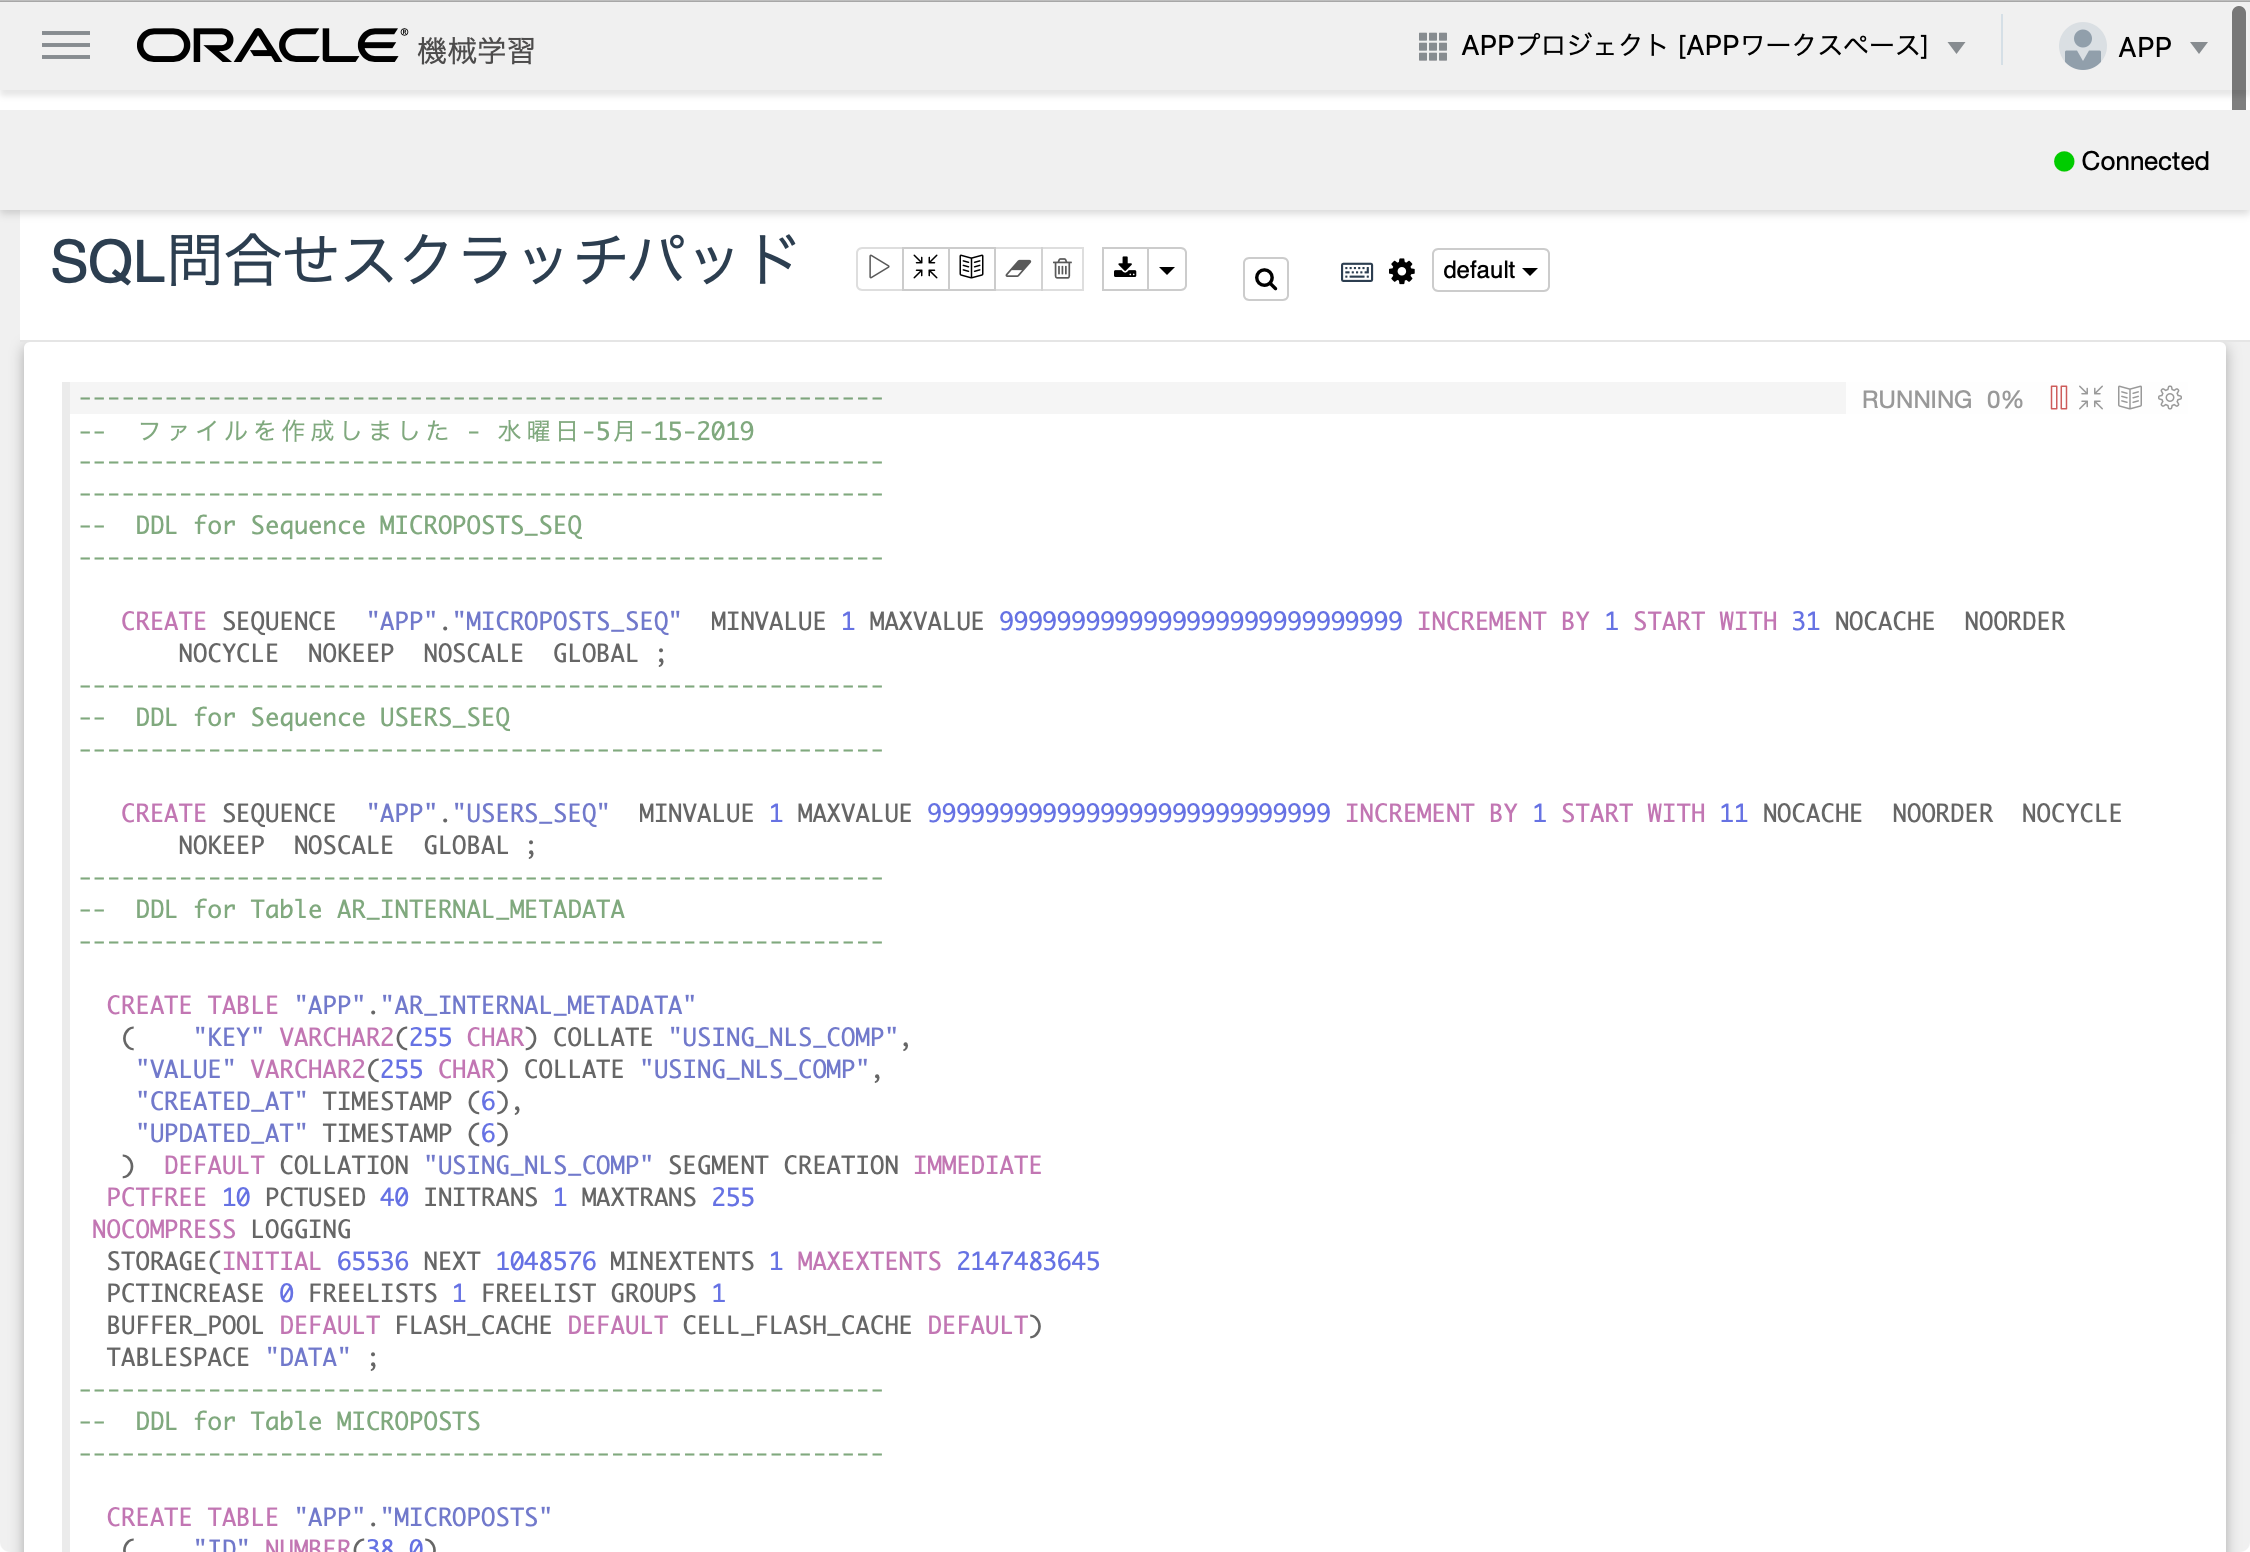 ORACLE® 機械学習
APPプロジェクト [APPワークスペース]
APP
Connected
SQL問合せスクラッチパッド
default
RUNNING 0%
--------------------------------------------------------
--  ファイルを作成しました - 水曜日-5月-15-2019
--------------------------------------------------------
--------------------------------------------------------
--  DDL for Sequence MICROPOSTS_SEQ
--------------------------------------------------------
CREATE SEQUENCE  "APP"."MICROPOSTS_SEQ"  MINVALUE 1 MAXVALUE 9999999999999999999999999999 INCREMENT BY 1 START WITH 31 NOCACHE  NOORDER
NOCYCLE  NOKEEP  NOSCALE  GLOBAL ;
--------------------------------------------------------
--  DDL for Sequence USERS_SEQ
--------------------------------------------------------
CREATE SEQUENCE  "APP"."USERS_SEQ"  MINVALUE 1 MAXVALUE 9999999999999999999999999999 INCREMENT BY 1 START WITH 11 NOCACHE  NOORDER  NOCYCLE
NOKEEP  NOSCALE  GLOBAL ;
--------------------------------------------------------
--  DDL for Table AR_INTERNAL_METADATA
--------------------------------------------------------
CREATE TABLE "APP"."AR_INTERNAL_METADATA"
(    "KEY" VARCHAR2(255 CHAR) COLLATE "USING_NLS_COMP",
"VALUE" VARCHAR2(255 CHAR) COLLATE "USING_NLS_COMP",
"CREATED_AT" TIMESTAMP (6),
"UPDATED_AT" TIMESTAMP (6)
)  DEFAULT COLLATION "USING_NLS_COMP" SEGMENT CREATION IMMEDIATE
PCTFREE 10 PCTUSED 40 INITRANS 1 MAXTRANS 255
NOCOMPRESS LOGGING
STORAGE(INITIAL 65536 NEXT 1048576 MINEXTENTS 1 MAXEXTENTS 2147483645
PCTINCREASE 0 FREELISTS 1 FREELIST GROUPS 1
BUFFER_POOL DEFAULT FLASH_CACHE DEFAULT CELL_FLASH_CACHE DEFAULT)
TABLESPACE "DATA" ;
--------------------------------------------------------
--  DDL for Table MICROPOSTS
--------------------------------------------------------
CREATE TABLE "APP"."MICROPOSTS"
(    "ID" NUMBER(38,0)